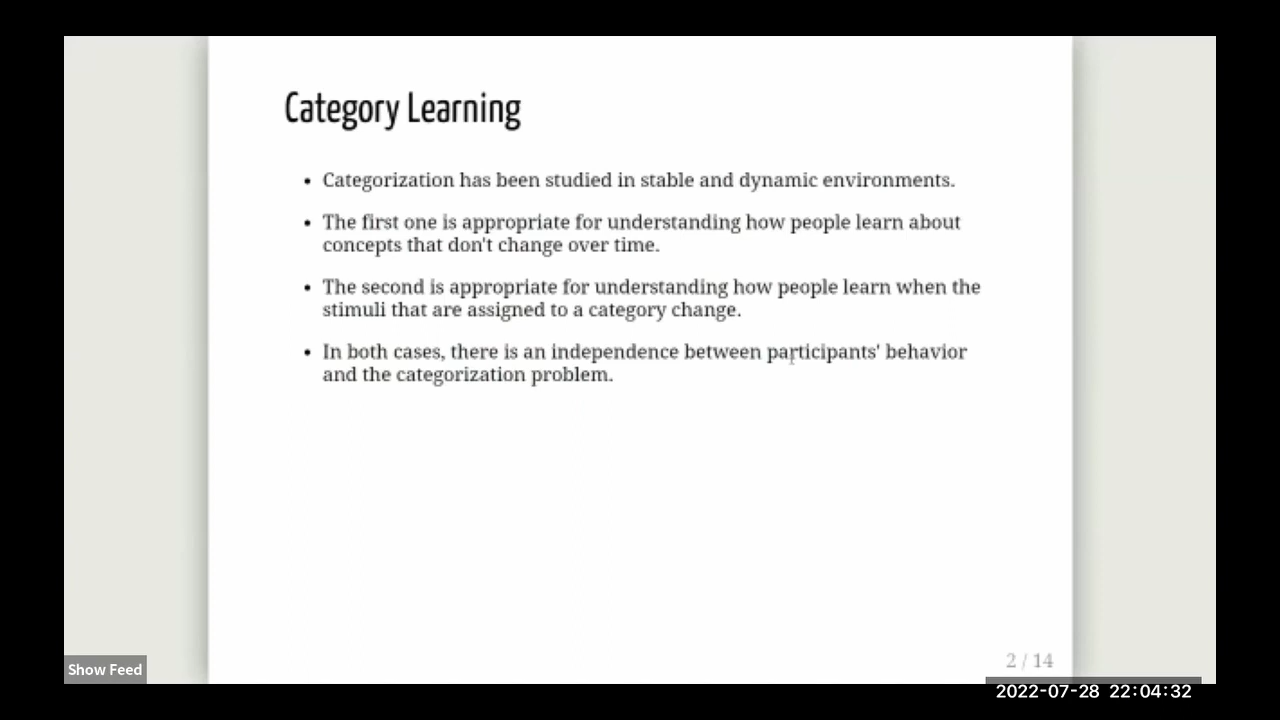 Category Learning
• Categorization has been studied in stable and dynamic environments.
• The first one is appropriate for understanding how people learn about
concepts that don't change over time.
• The second is appropriate for understanding how people learn when the
stimuli that are assigned to a category change.
• In both cases, there is an independence between participants' behavior
and the categorization problem.
2 / 14
Show Feed
2022-07-28 22:04:32